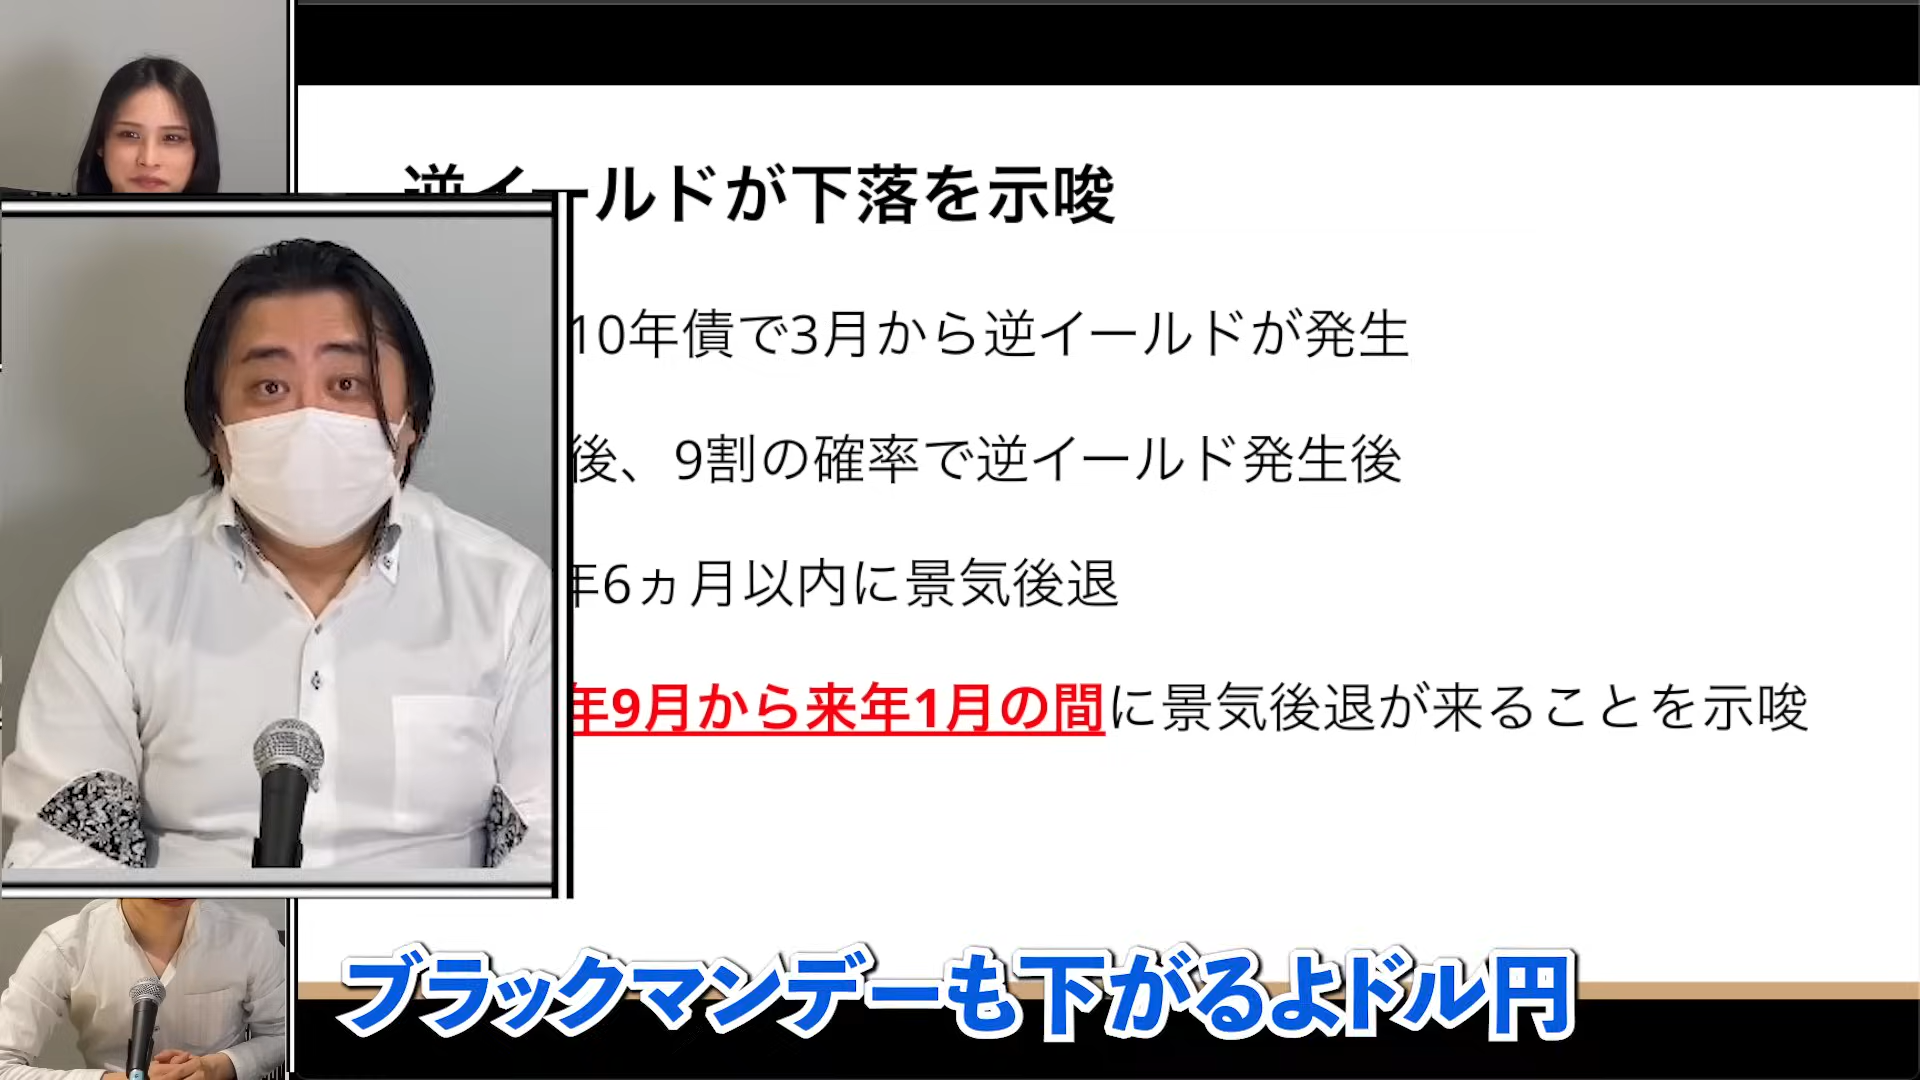 逆イールドが下落を示唆
10年債で3月から逆イールドが発生
後、9割の確率で逆イールド発生後
年6ヵ月以内に景気後退
年9月から来年1月の間に景気後退が来ることを示唆
ブラックマンデーも下がるよドル円